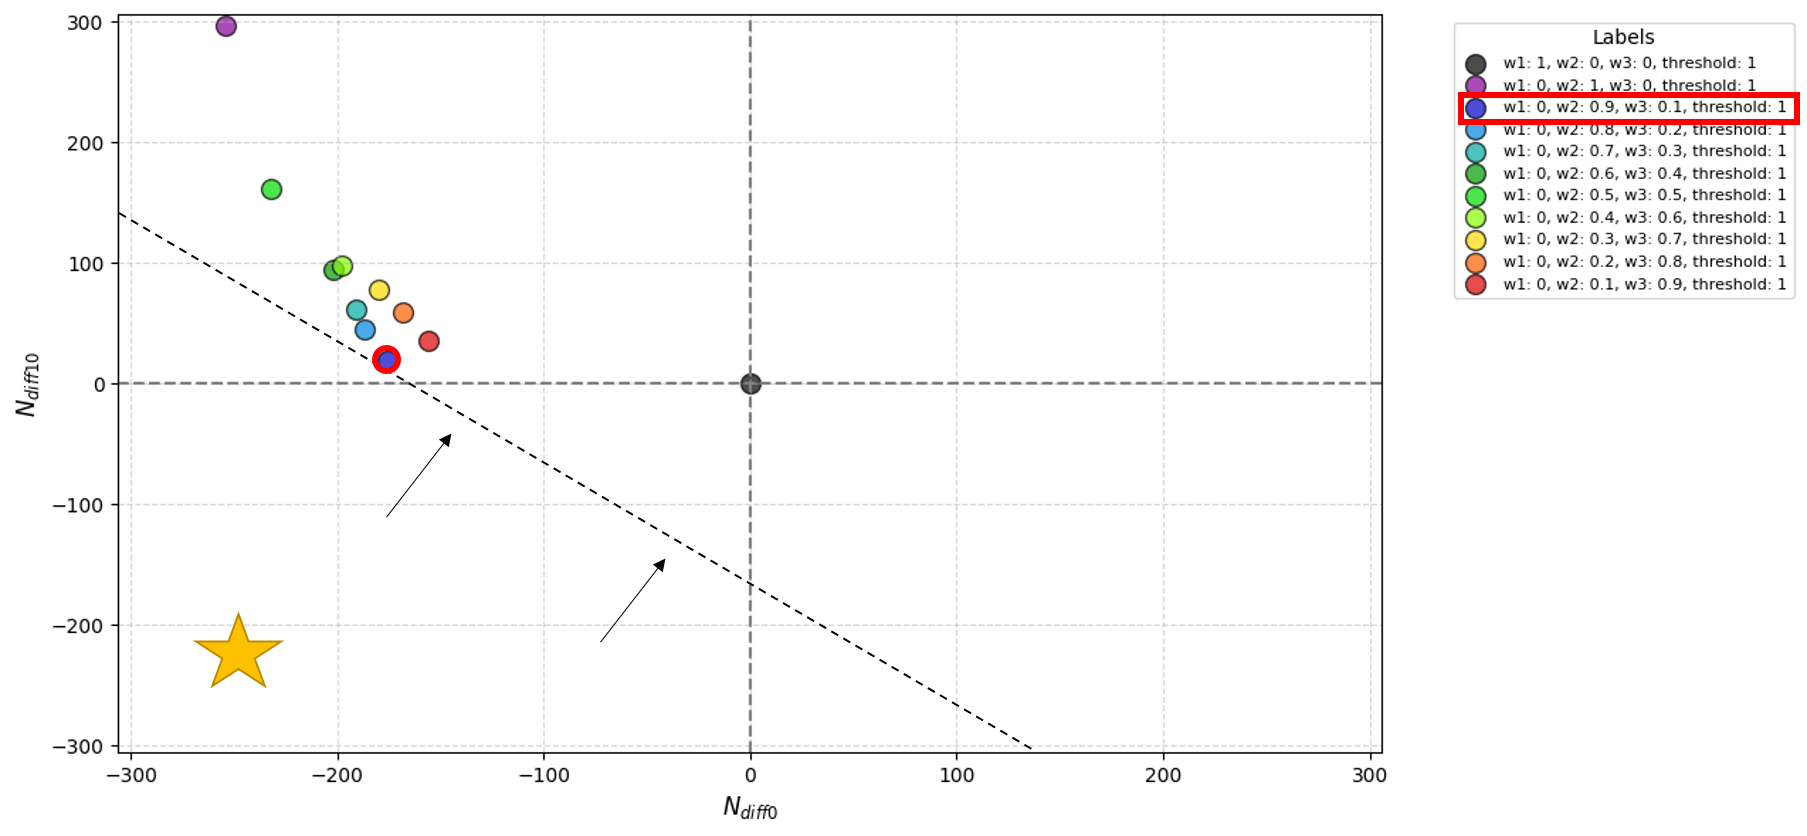 300
200
100
0
−100
−200
−300
N_diff10
−300
−200
−100
0
100
200
300
N_diff0
Labels
w1: 1, w2: 0, w3: 0, threshold: 1
w1: 0, w2: 1, w3: 0, threshold: 1
w1: 0, w2: 0.9, w3: 0.1, threshold: 1
w1: 0, w2: 0.8, w3: 0.2, threshold: 1
w1: 0, w2: 0.7, w3: 0.3, threshold: 1
w1: 0, w2: 0.6, w3: 0.4, threshold: 1
w1: 0, w2: 0.5, w3: 0.5, threshold: 1
w1: 0, w2: 0.4, w3: 0.6, threshold: 1
w1: 0, w2: 0.3, w3: 0.7, threshold: 1
w1: 0, w2: 0.2, w3: 0.8, threshold: 1
w1: 0, w2: 0.1, w3: 0.9, threshold: 1